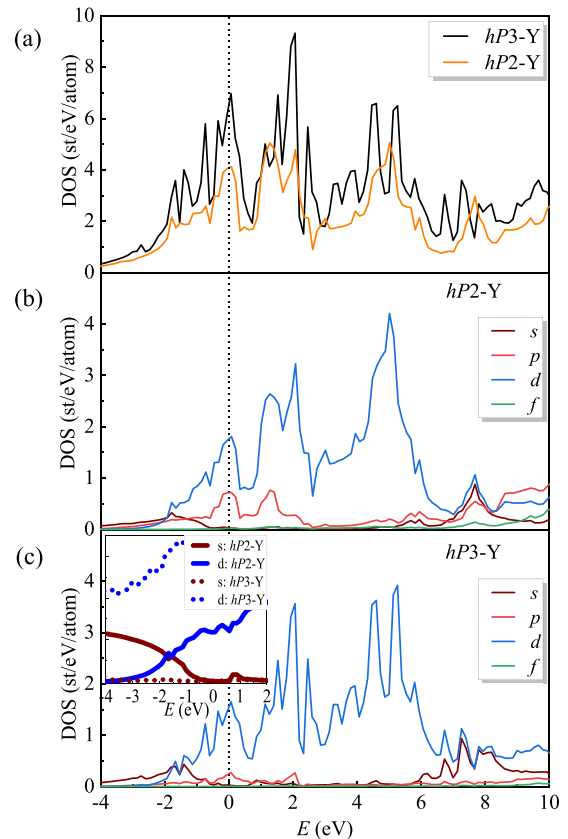 (a)
hP3-Y
hP2-Y
DOS (st/eV/atom)
10
8
6
4
2
0
(b)
hP2-Y
s
p
d
f
DOS (st/eV/atom)
4
3
2
1
0
(c)
hP3-Y
s: hP2-Y
d: hP2-Y
s: hP3-Y
d: hP3-Y
-4 -3 -2 -1 0 1 2
E (eV)
s
p
d
f
DOS (st/eV/atom)
4
3
2
1
0
-4 -2 0 2 4 6 8 10
E (eV)